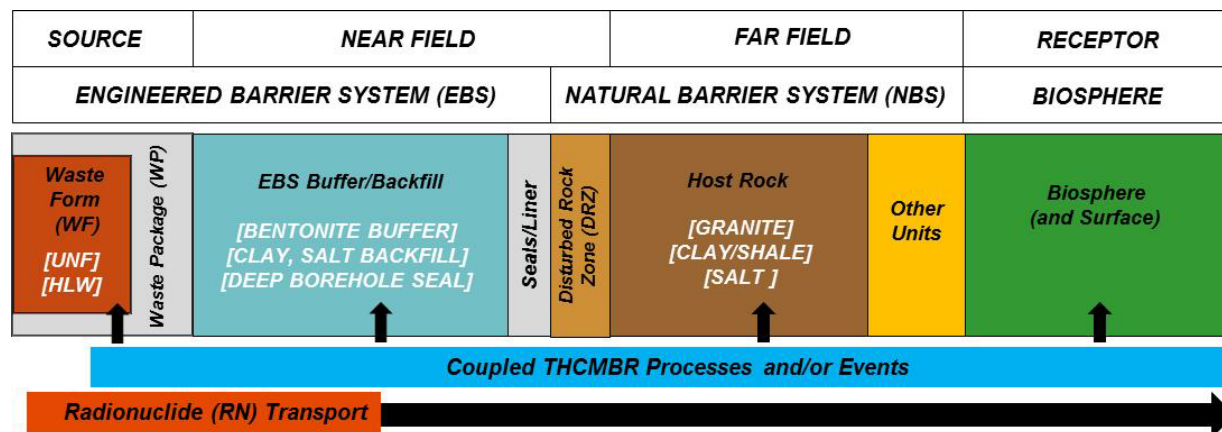 SOURCE
NEAR FIELD
FAR FIELD
RECEPTOR
ENGINEERED BARRIER SYSTEM (EBS)
NATURAL BARRIER SYSTEM (NBS)
BIOSPHERE
Waste
Form
(WF)
[UNF]
[HLW]
Waste Package (WP)
EBS Buffer/Backfill
[BENTONITE BUFFER]
[CLAY, SALT BACKFILL]
[DEEP BOREHOLE SEAL]
Seals/Liner
Disturbed Rock
Zone (DRZ)
Host Rock
[GRANITE]
[CLAY/SHALE]
[SALT ]
Other
Units
Biosphere
(and Surface)
Coupled THCMBR Processes and/or Events
Radionuclide (RN) Transport